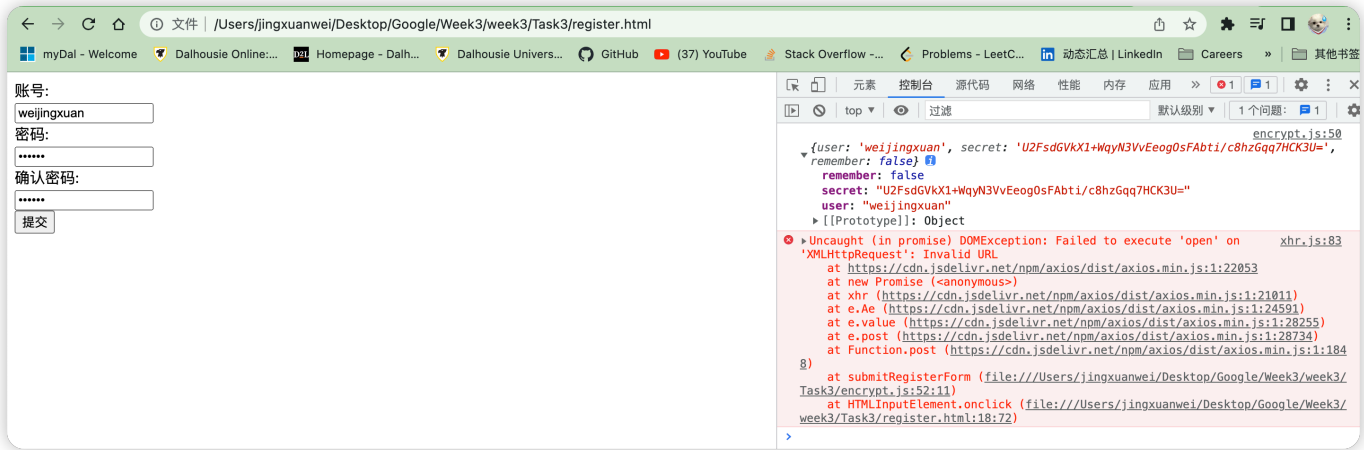 文件 | /Users/jingxuanwei/Desktop/Google/Week3/week3/Task3/register.html
myDal - Welcome Dalhousie Online:... D2L Homepage - Dalh... Dalhousie Univers... GitHub (37) YouTube Stack Overflow -... Problems - LeetC... 动态汇总 | LinkedIn Careers » 其他书签
账号:
weijingxuan
密码:
••••••
确认密码:
••••••
提交
元素 控制台 源代码 网络 性能 内存 应用 » 1 1
top ▼ 过滤 默认级别 ▼ 1 个问题: 1
encrypt.js:50
{user: 'weijingxuan', secret: 'U2FsdGVkX1+WqyN3VvEeogOsFAbti/c8hzGqq7HCK3U=',
remember: false}
remember: false
secret: "U2FsdGVkX1+WqyN3VvEeogOsFAbti/c8hzGqq7HCK3U="
user: "weijingxuan"
[[Prototype]]: Object
Uncaught (in promise) DOMException: Failed to execute 'open' on xhr.js:83
'XMLHttpRequest': Invalid URL
at https://cdn.jsdelivr.net/npm/axios/dist/axios.min.js:1:22053
at new Promise (<anonymous>)
at xhr (https://cdn.jsdelivr.net/npm/axios/dist/axios.min.js:1:21011)
at e.Ae (https://cdn.jsdelivr.net/npm/axios/dist/axios.min.js:1:24591)
at e.value (https://cdn.jsdelivr.net/npm/axios/dist/axios.min.js:1:28255)
at e.post (https://cdn.jsdelivr.net/npm/axios/dist/axios.min.js:1:28734)
at Function.post (https://cdn.jsdelivr.net/npm/axios/dist/axios.min.js:1:184
8)
at submitRegisterForm (file:///Users/jingxuanwei/Desktop/Google/Week3/week3/
Task3/encrypt.js:52:11)
at HTMLInputElement.onclick (file:///Users/jingxuanwei/Desktop/Google/Week3/
week3/Task3/register.html:18:72)